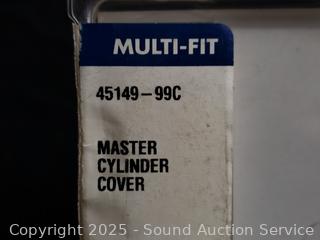 MULTI-FIT
45149-99C
MASTER
CYLINDER
COVER
Copyright 2025 - Sound Auction Service